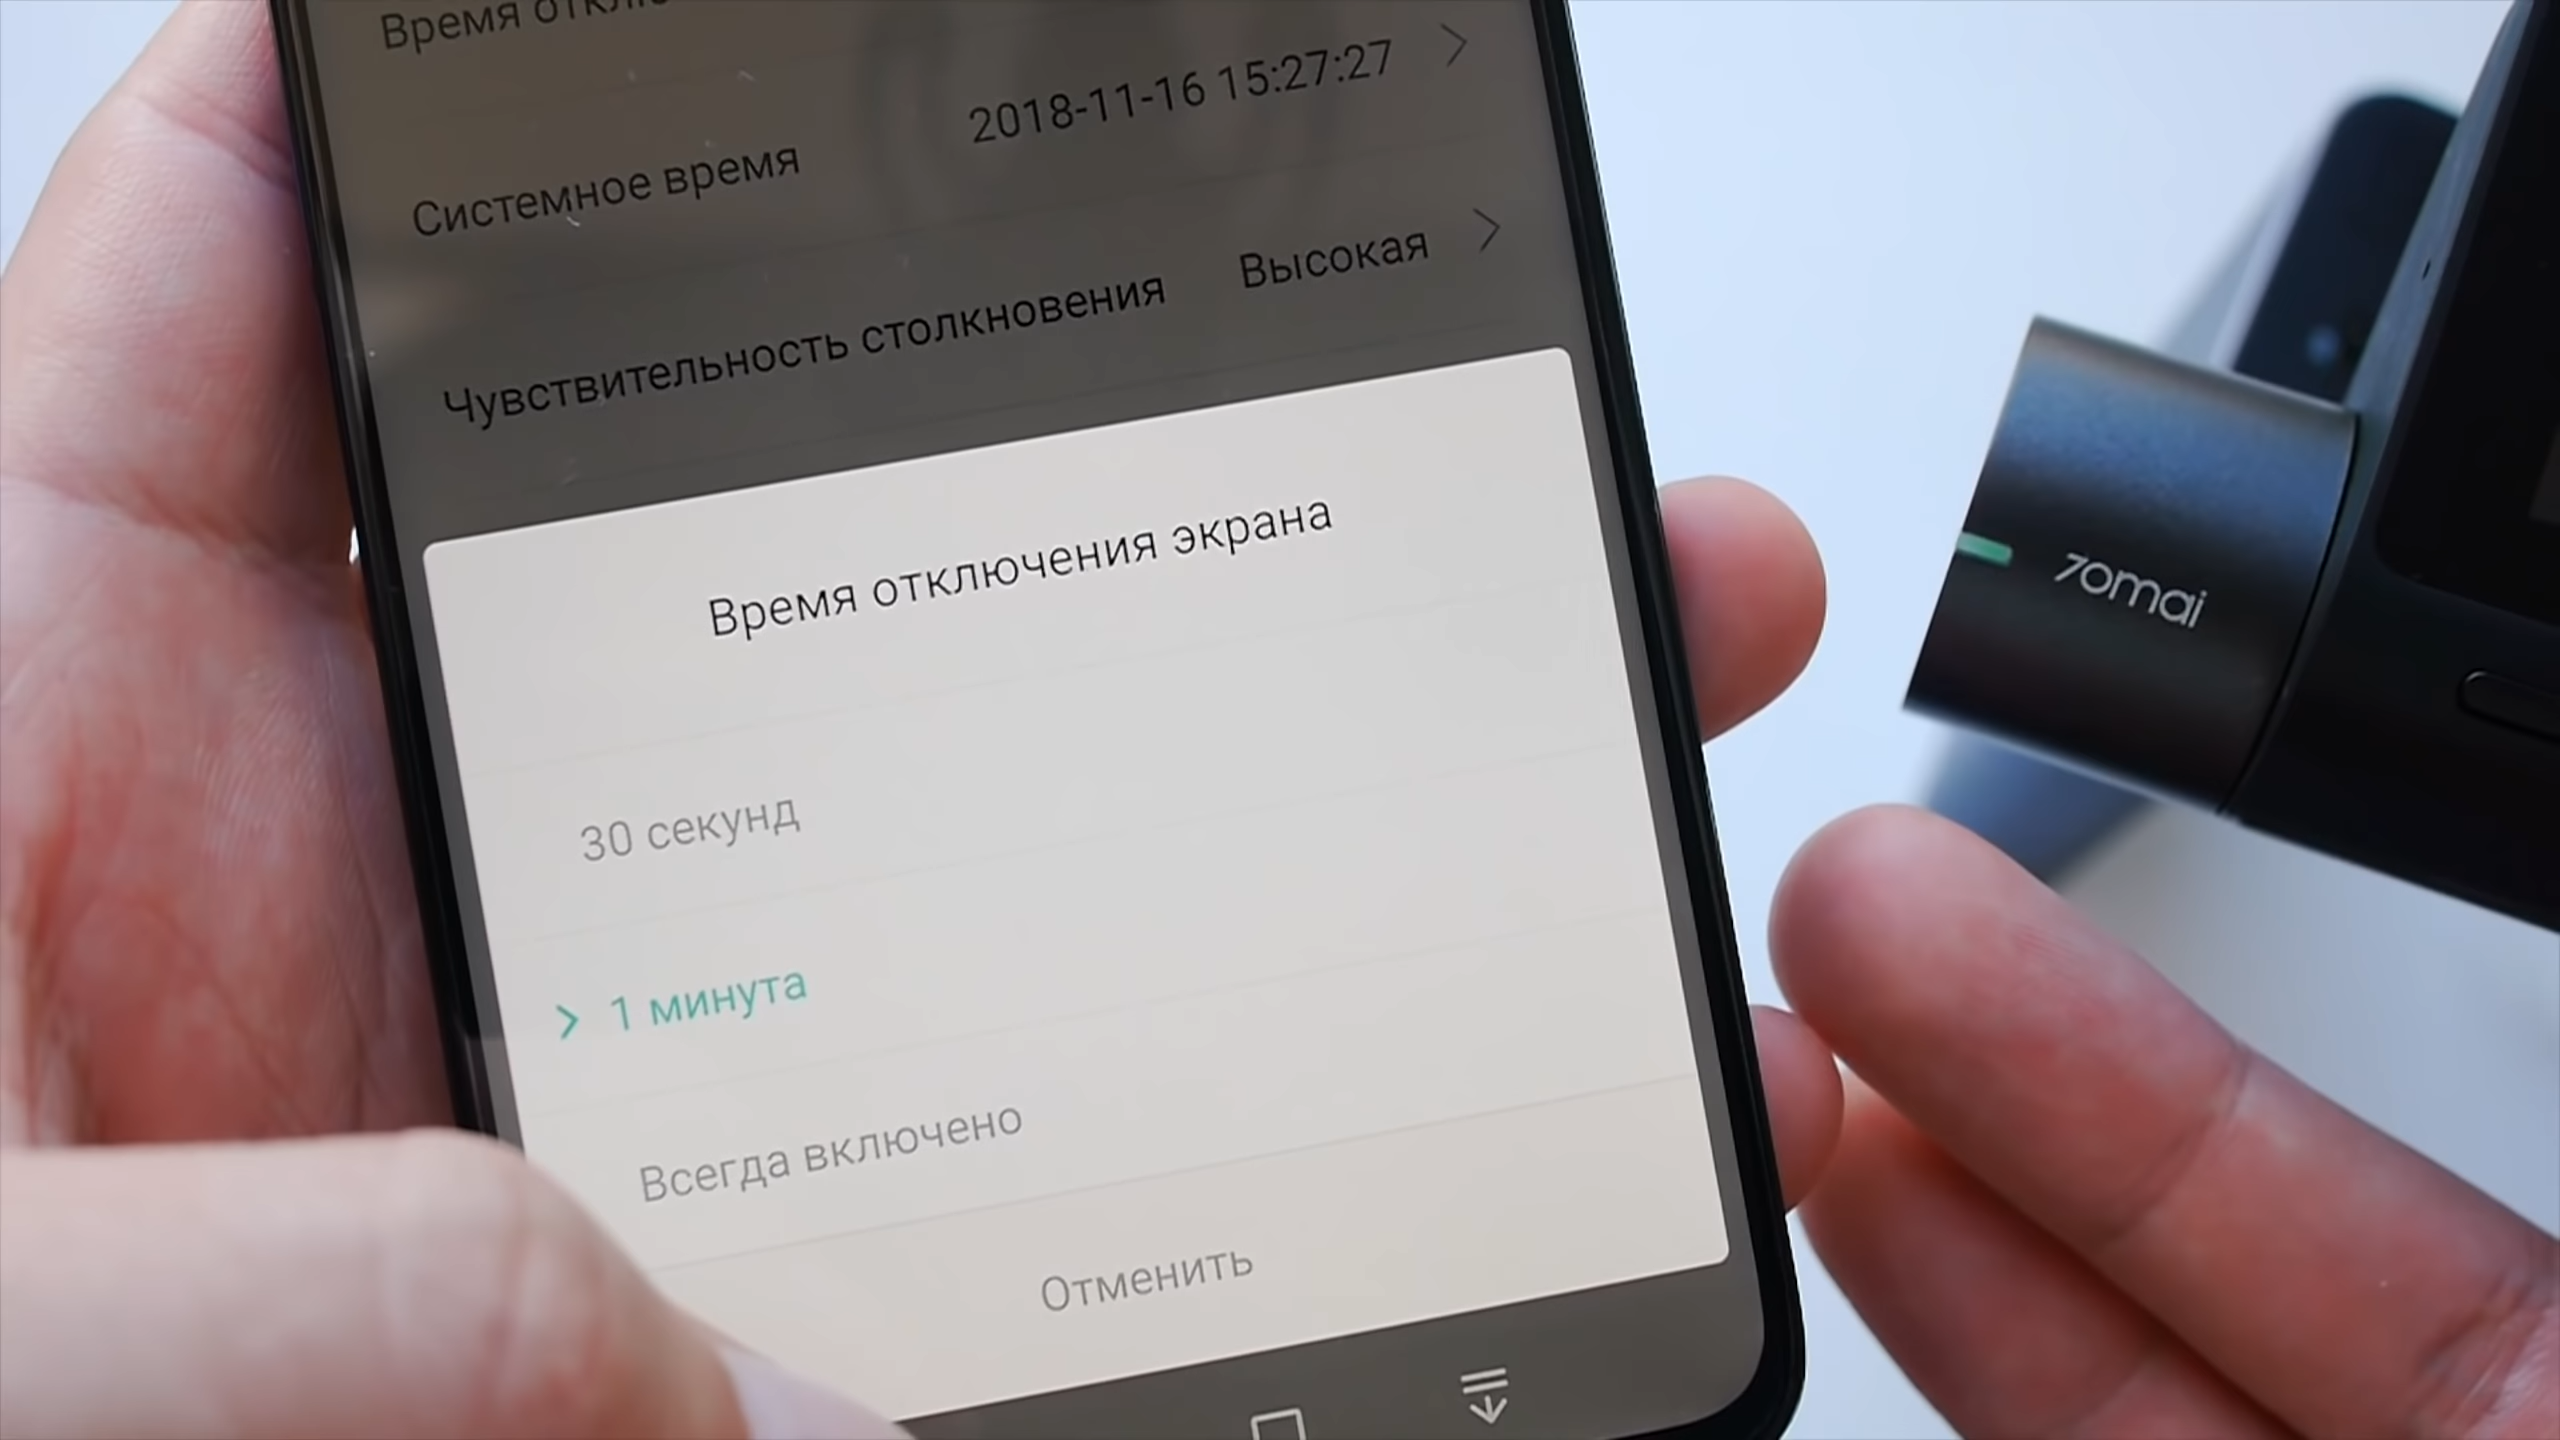 Время
2018-11-16 15:27:27
Системное время
Высокая
Чувствительность столкновения
Время отключения экрана
30 секунд
1 минута
Всегда включено
Отменить
70mai